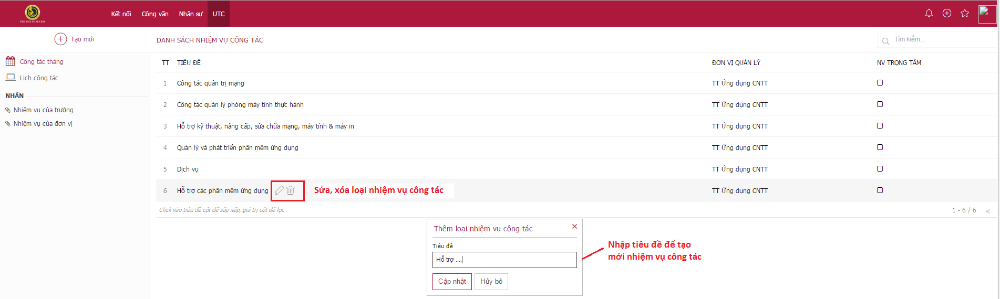 THE WAY TO SUCESS
Kết nối Công văn Nhân sự UTC
Tạo mới
DANH SÁCH NHIỆM VỤ CÔNG TÁC
Tìm kiếm...
Công tác tháng
Lịch công tác
NHÃN
Nhiệm vụ của trường
Nhiệm vụ của đơn vị
TT TIÊU ĐỀ ĐƠN VỊ QUẢN LÝ NV TRỌNG TÂM
1 Công tác quản trị mạng TT Ứng dụng CNTT
2 Công tác quản lý phòng máy tính thực hành TT Ứng dụng CNTT
3 Hỗ trợ kỹ thuật, nâng cấp, sửa chữa mạng, máy tính & máy in TT Ứng dụng CNTT
4 Quản lý và phát triển phần mềm ứng dụng TT Ứng dụng CNTT
5 Dịch vụ TT Ứng dụng CNTT
6 Hỗ trợ các phần mềm ứng dụng Sửa, xóa loại nhiệm vụ công tác TT Ứng dụng CNTT
Click vào tiêu đề cột để sắp xếp, giá trị cột để lọc 1 - 6 / 6 <
Thêm loại nhiệm vụ công tác
Tiêu đề
Hỗ trợ ....
Cập nhật Hủy bỏ
Nhập tiêu đề để tạo
mới nhiệm vụ công tác